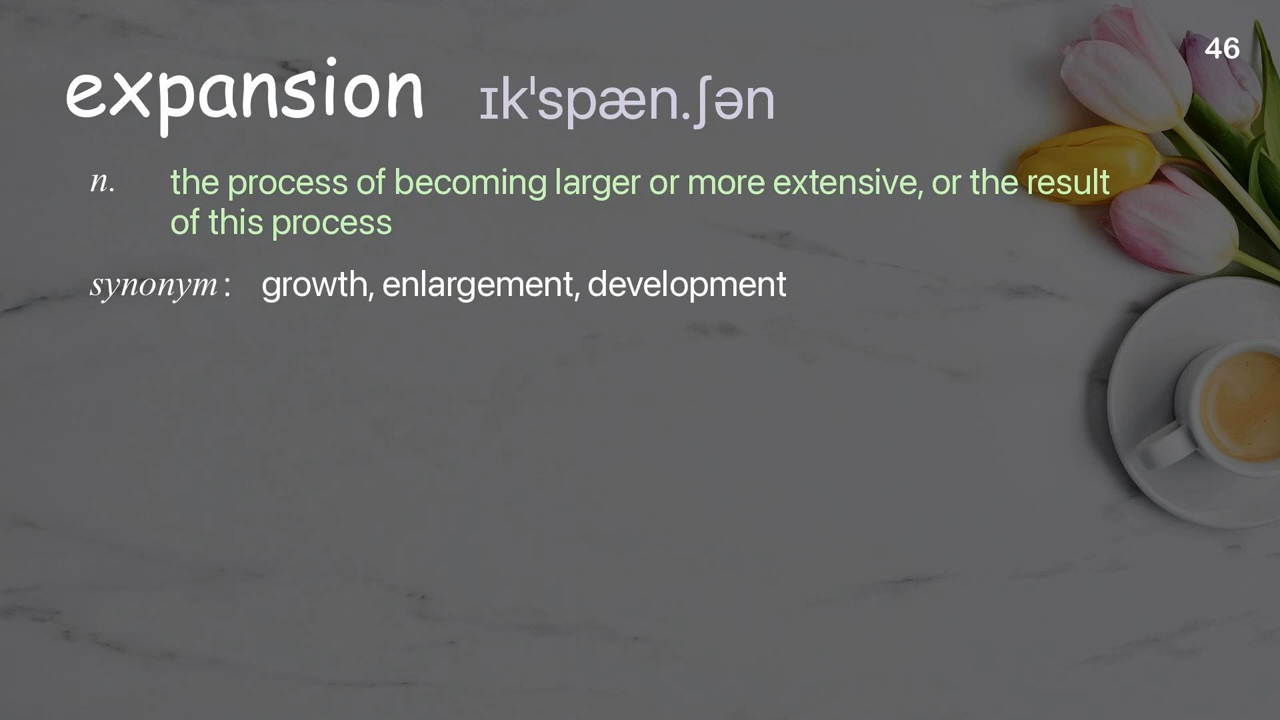 46
expansion ɪkˈspæn.ʃən
n. the process of becoming larger or more extensive, or the result
of this process
synonym: growth, enlargement, development